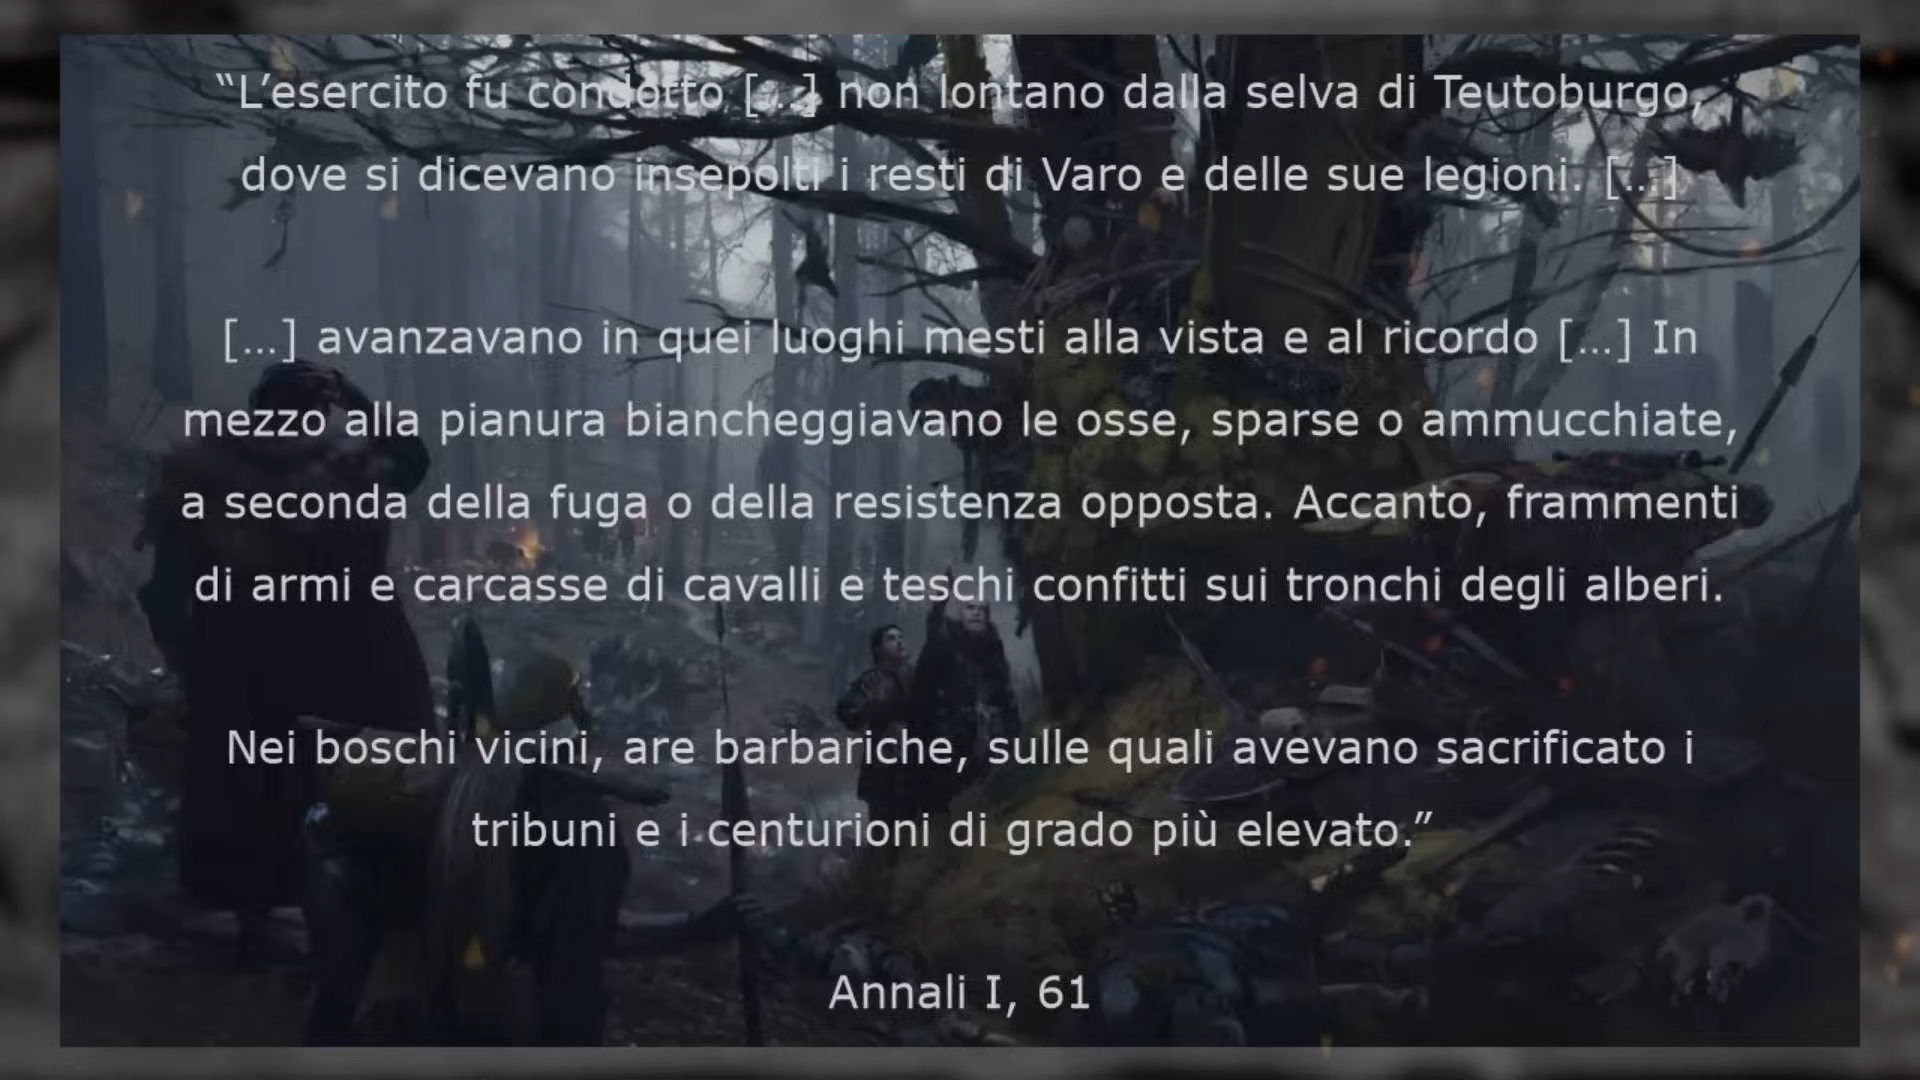 “L’esercito fu condotto [...] non lontano dalla selva di Teutoburgo,
dove si dicevano insepolti i resti di Varo e delle sue legioni. [...]
[...] avanzavano in quei luoghi mesti alla vista e al ricordo [...] In
mezzo alla pianura biancheggiavano le osse, sparse o ammucchiate,
a seconda della fuga o della resistenza opposta. Accanto, frammenti
di armi e carcasse di cavalli e teschi confitti sui tronchi degli alberi.
Nei boschi vicini, are barbariche, sulle quali avevano sacrificato i
tribuni e i centurioni di grado più elevato.”
Annali I, 61